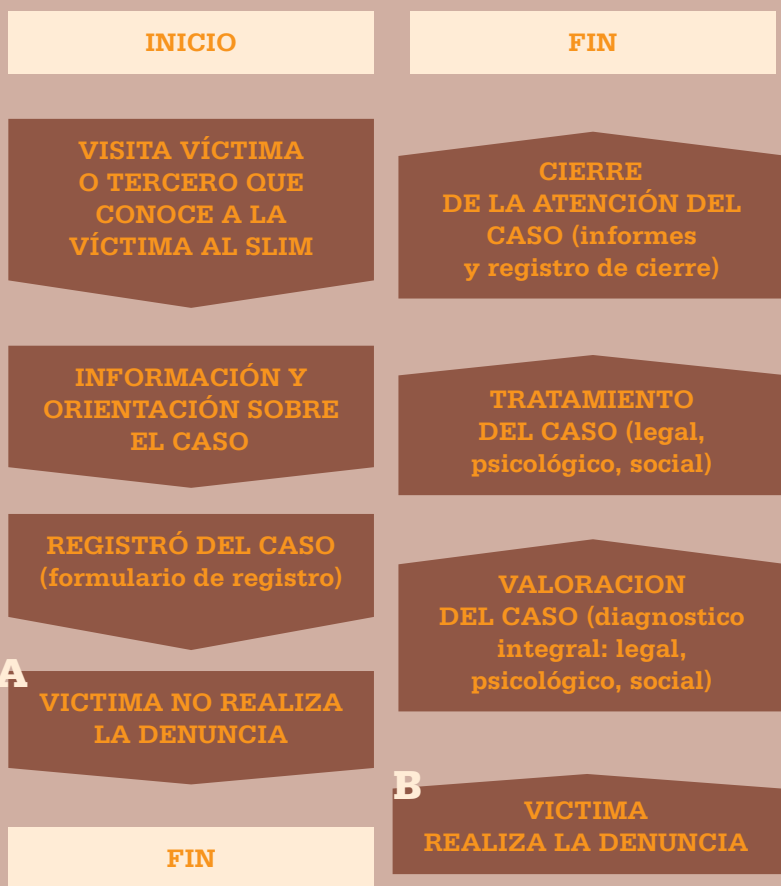 INICIO
VISITA VÍCTIMA
O TERCERO QUE
CONOCE A LA
VÍCTIMA AL SLIM
INFORMACIÓN Y
ORIENTACIÓN SOBRE
EL CASO
REGISTRÓ DEL CASO
(formulario de registro)
A
VICTIMA NO REALIZA
LA DENUNCIA
FIN
FIN
CIERRE
DE LA ATENCIÓN DEL
CASO (informes
y registro de cierre)
TRATAMIENTO
DEL CASO (legal,
psicológico, social)
VALORACION
DEL CASO (diagnostico
integral: legal,
psicológico, social)
B
VICTIMA
REALIZA LA DENUNCIA